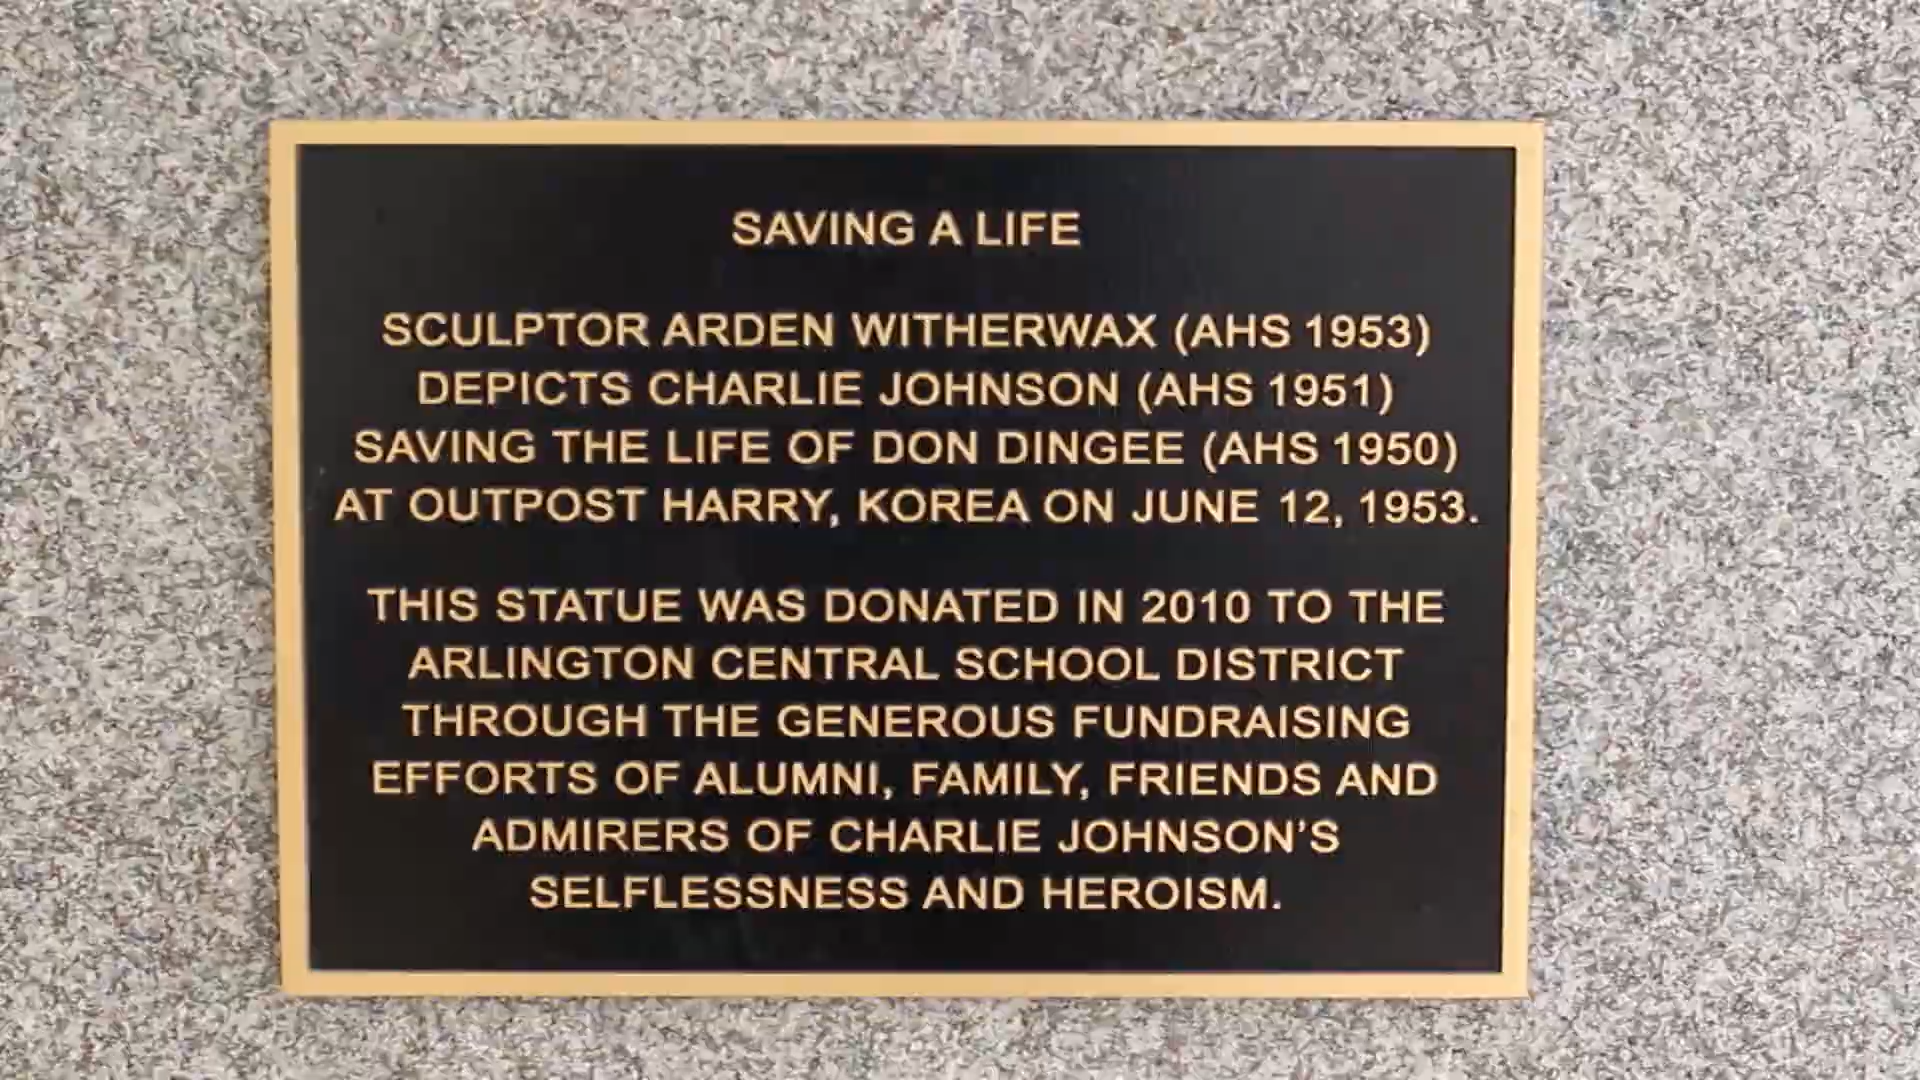 SAVING A LIFE
SCULPTOR ARDEN WITHERWAX (AHS 1953)
DEPICTS CHARLIE JOHNSON (AHS 1951)
SAVING THE LIFE OF DON DINGEE (AHS 1950)
AT OUTPOST HARRY, KOREA ON JUNE 12, 1953.
THIS STATUE WAS DONATED IN 2010 TO THE
ARLINGTON CENTRAL SCHOOL DISTRICT
THROUGH THE GENEROUS FUNDRAISING
EFFORTS OF ALUMNI, FAMILY, FRIENDS AND
ADMIRERS OF CHARLIE JOHNSON’S
SELFLESSNESS AND HEROISM.